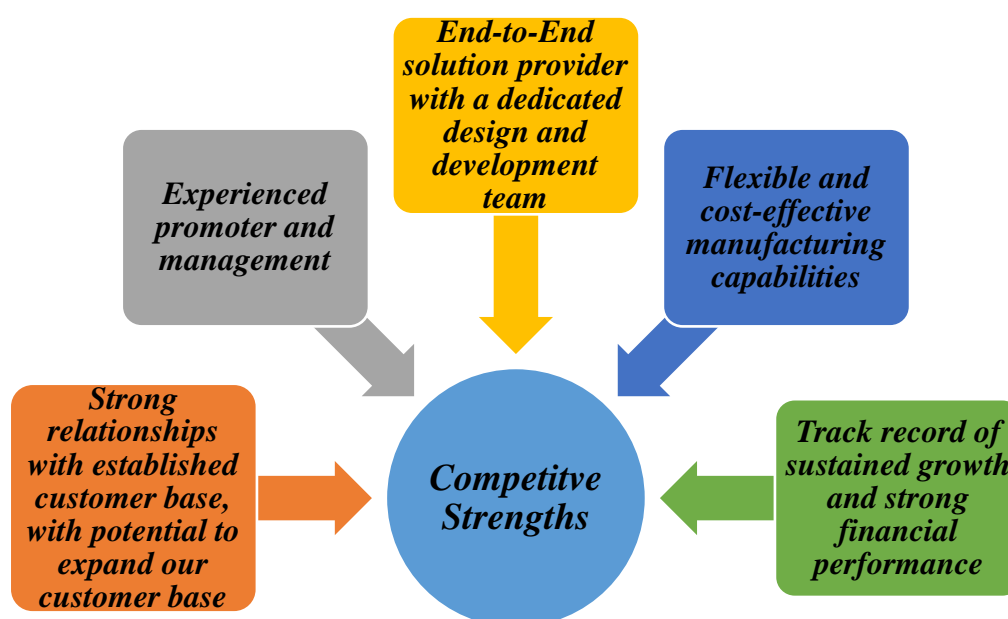 End-to-End
solution provider
with a dedicated
design and
development
team
Experienced
promoter and
management
Flexible and
cost-effective
manufacturing
capabilities
Strong
relationships
with established
customer base,
with potential to
expand our
customer base
Competitve
Strengths
Track record of
sustained growth
and strong
financial
performance